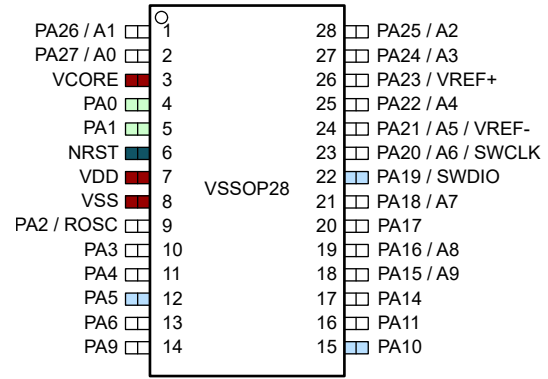 PA26 / A1 1 28 PA25 / A2
PA27 / A0 2 27 PA24 / A3
VCORE 3 26 PA23 / VREF+
PA0 4 25 PA22 / A4
PA1 5 24 PA21 / A5 / VREF-
NRST 6 23 PA20 / A6 / SWCLK
VDD 7 22 PA19 / SWDIO
VSSOP28
VSS 8 21 PA18 / A7
PA2 / ROSC 9 20 PA17
PA3 10 19 PA16 / A8
PA4 11 18 PA15 / A9
PA5 12 17 PA14
PA6 13 16 PA11
PA9 14 15 PA10